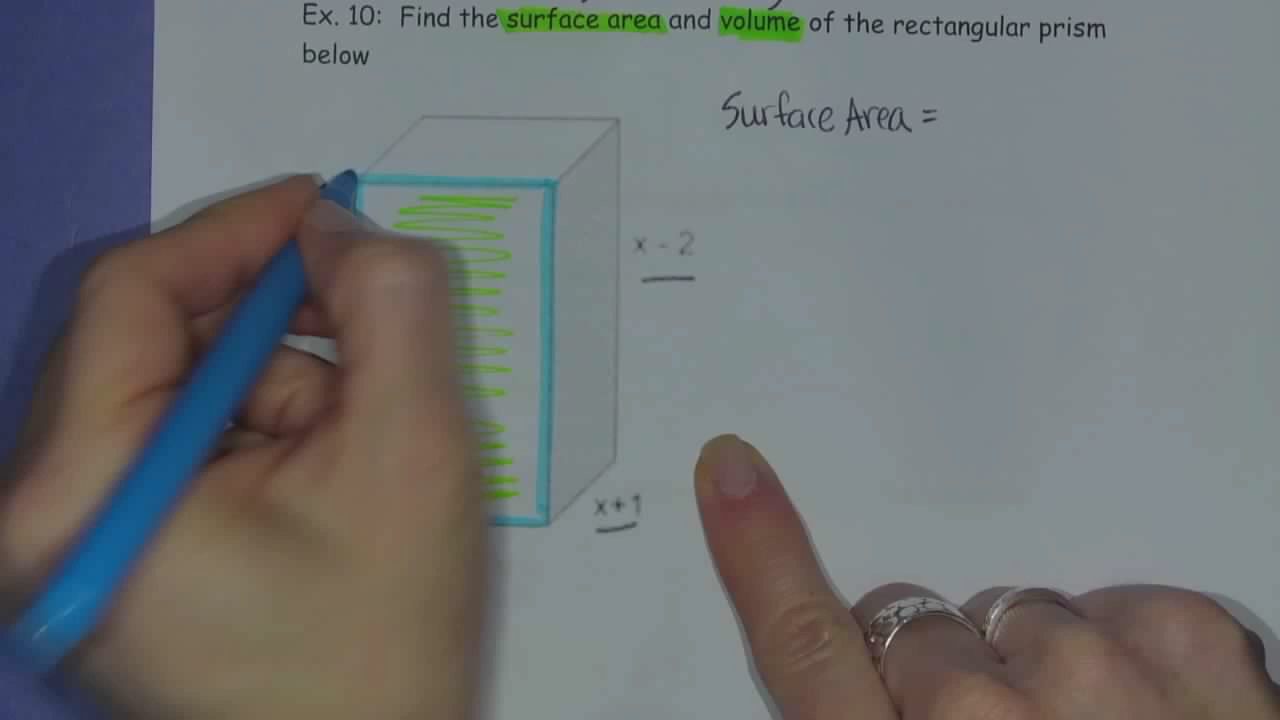 Ex. 10: Find the surface area and volume of the rectangular prism
below
Surface Area =
x - 2
x + 1